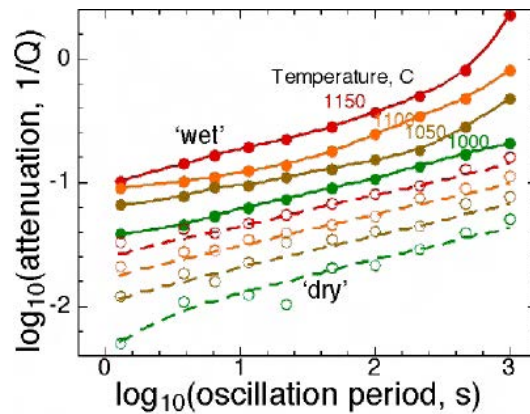 0
Temperature, C
1150
'wet'
1100
1050
1000
-1
-2
'dry'
0 1 2 3
log10(attenuation, 1/Q)
log10(oscillation period, s)